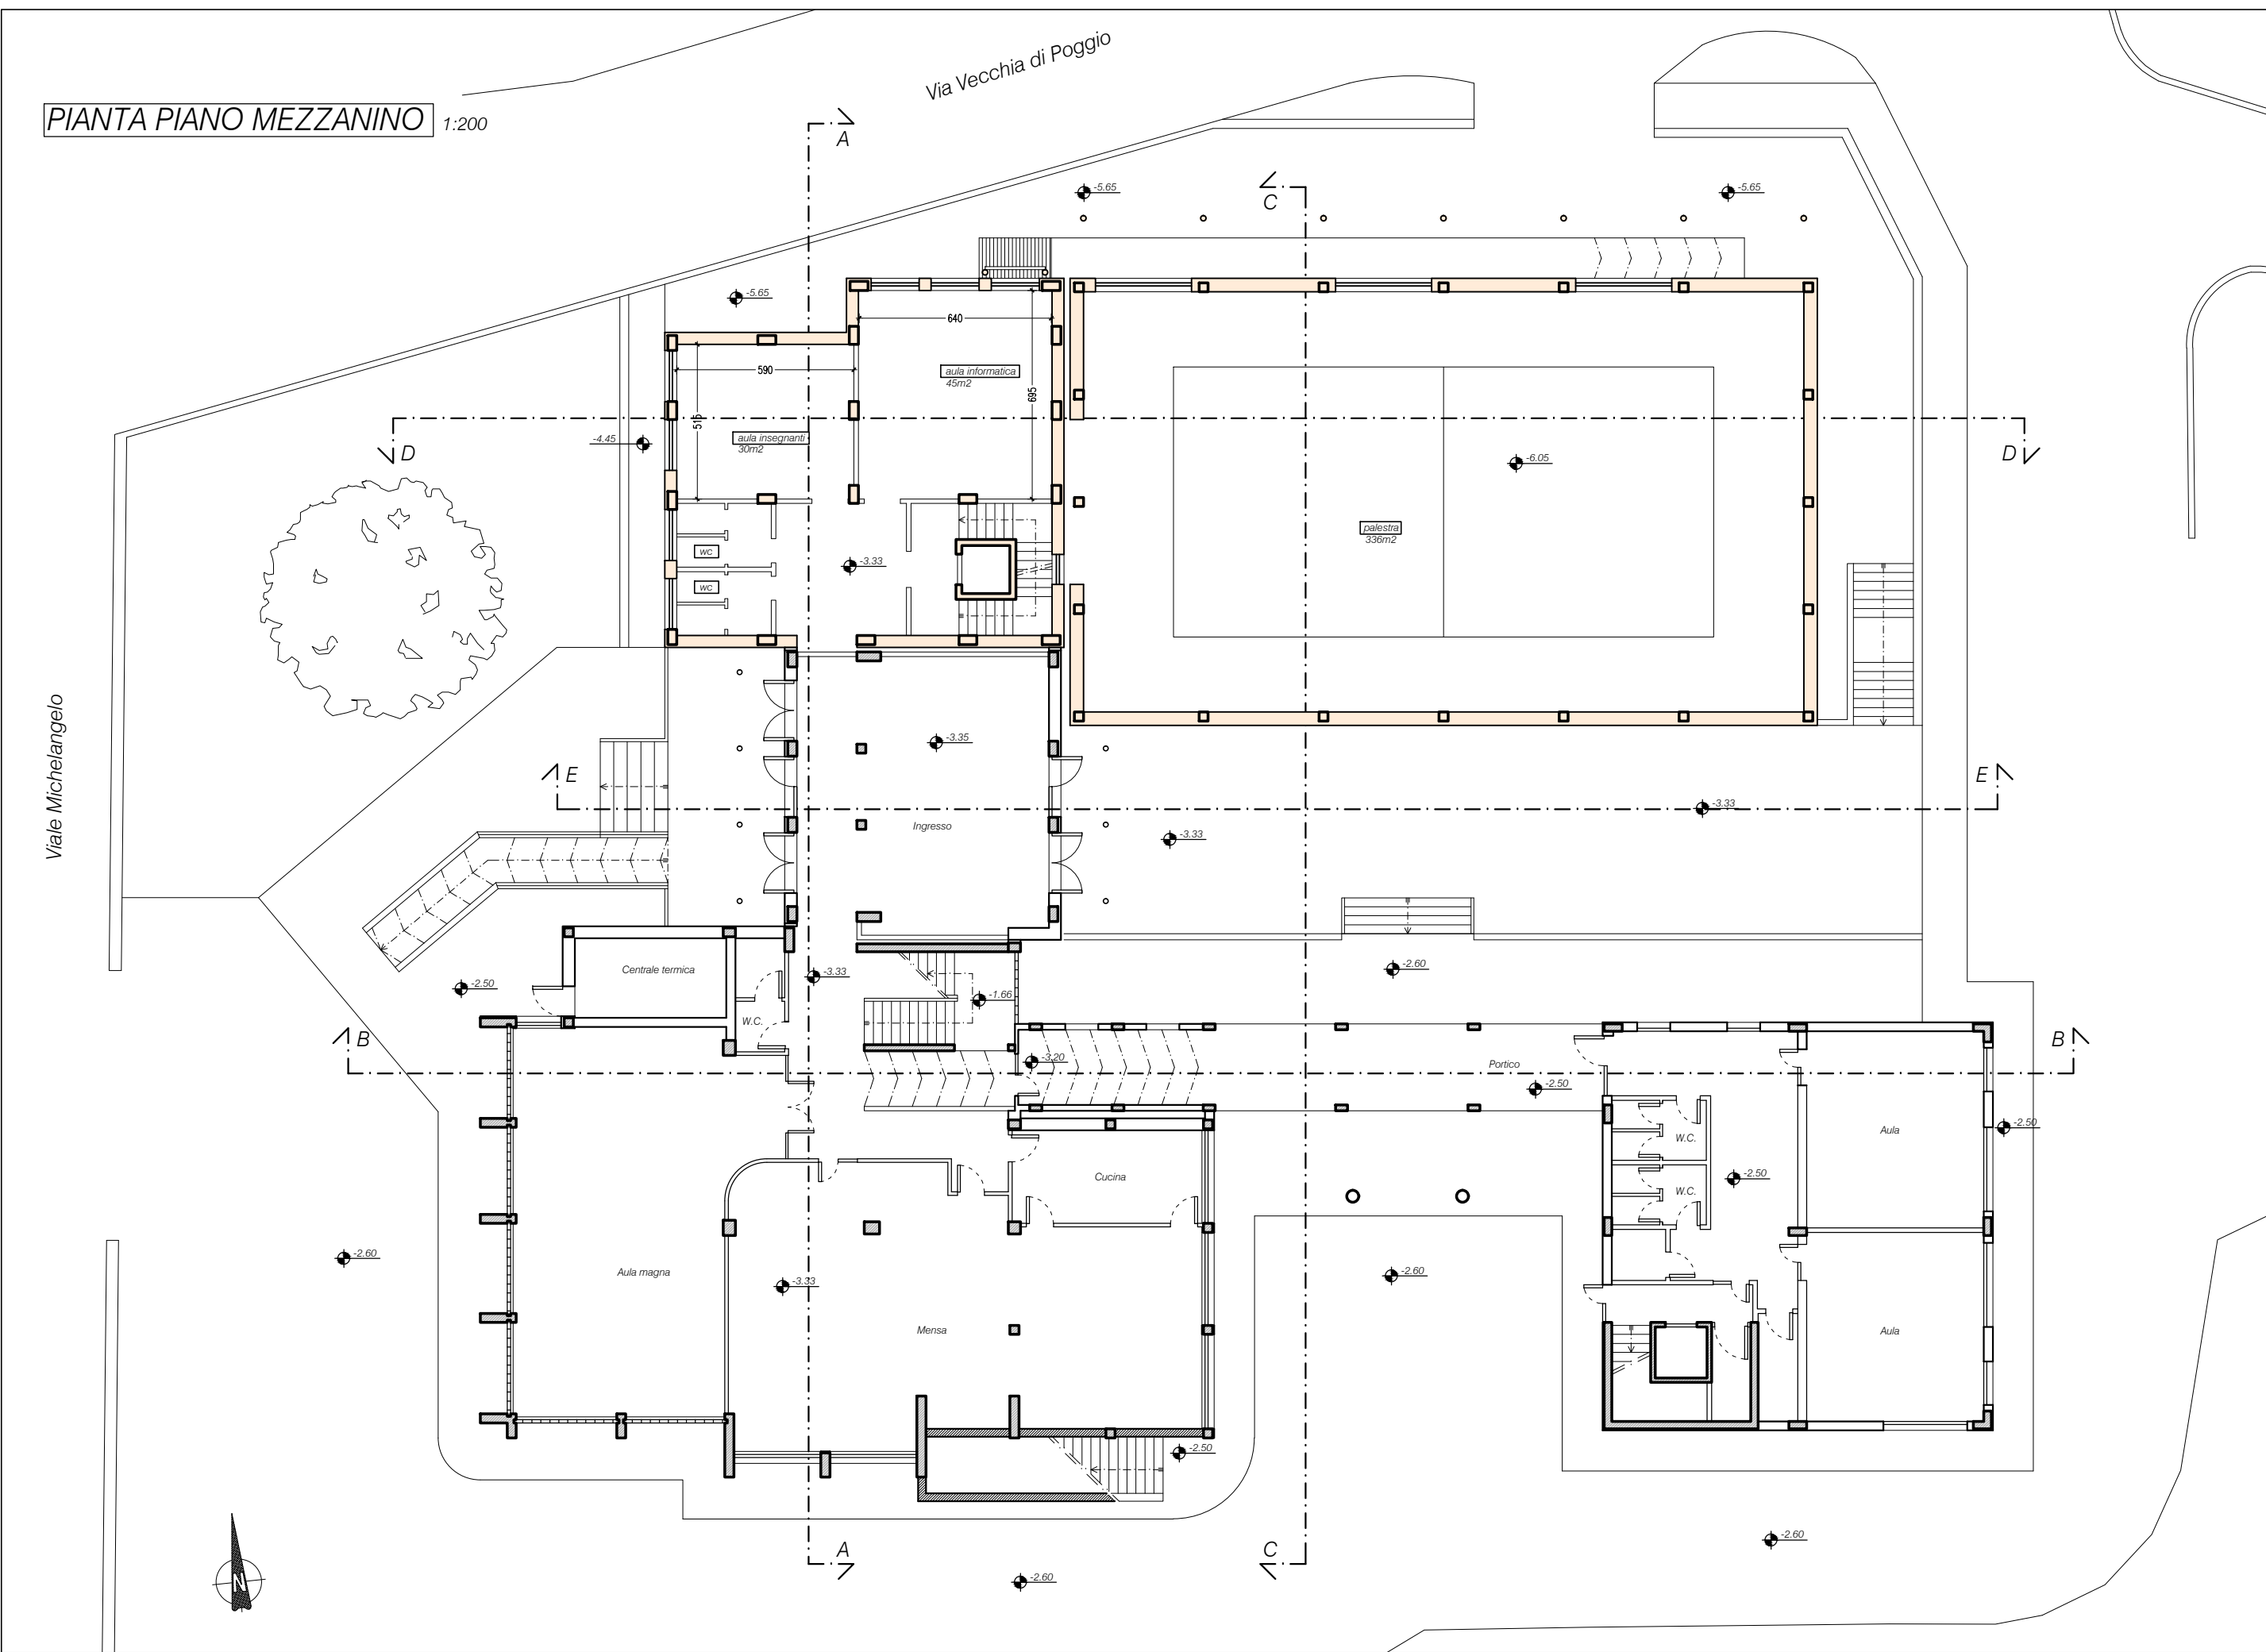 Via Vecchia di Poggio
PIANTA PIANO MEZZANINO 1:200
A
C
-5.65
-5.65
-5.65
640
590
aula informatica
45m2
695
515
aula insegnanti
30m2
-4.45
D
D
-6.05
palestra
336m2
wc
-3.33
wc
Viale Michelangelo
-3.35
E
E
-3.33
Ingresso
-3.33
Centrale termica
-3.33
-2.60
-2.50
-1.66
W.C.
B
B
-3.20
Portico
-2.50
-2.50
Aula
W.C.
Cucina
-2.50
W.C.
-2.60
Aula magna
-3.33
-2.60
Mensa
Aula
-2.50
A
C
-2.60
-2.60
N